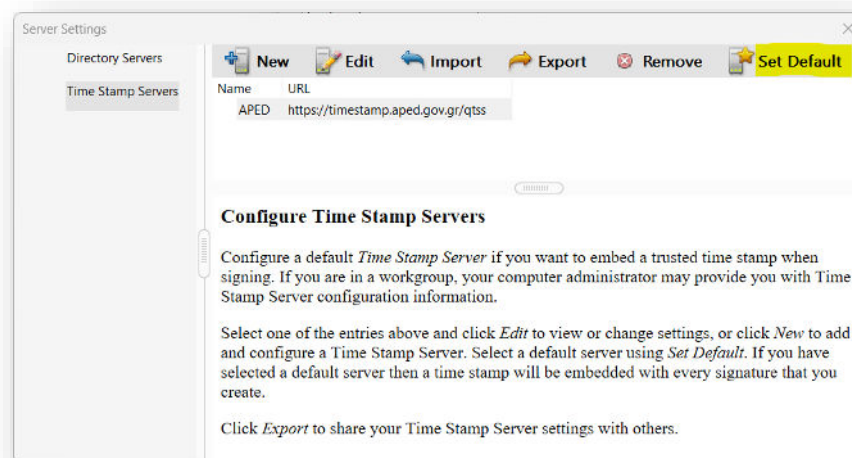 Server Settings
Directory Servers
Time Stamp Servers
New Edit Import Export Remove Set Default
Name URL
APED https://timestamp.aped.gov.gr/qtss
Configure Time Stamp Servers
Configure a default Time Stamp Server if you want to embed a trusted time stamp when
signing. If you are in a workgroup, your computer administrator may provide you with Time
Stamp Server configuration information.
Select one of the entries above and click Edit to view or change settings, or click New to add
and configure a Time Stamp Server. Select a default server using Set Default. If you have
selected a default server then a time stamp will be embedded with every signature that you
create.
Click Export to share your Time Stamp Server settings with others.